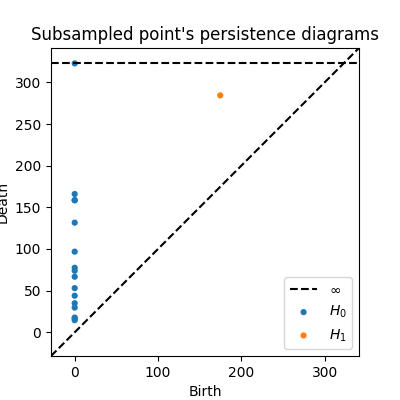 Subsampled point's persistence diagrams
300
250
200
150
100
50
0
Death
0 100 200 300
Birth
∞
H₀
H₁